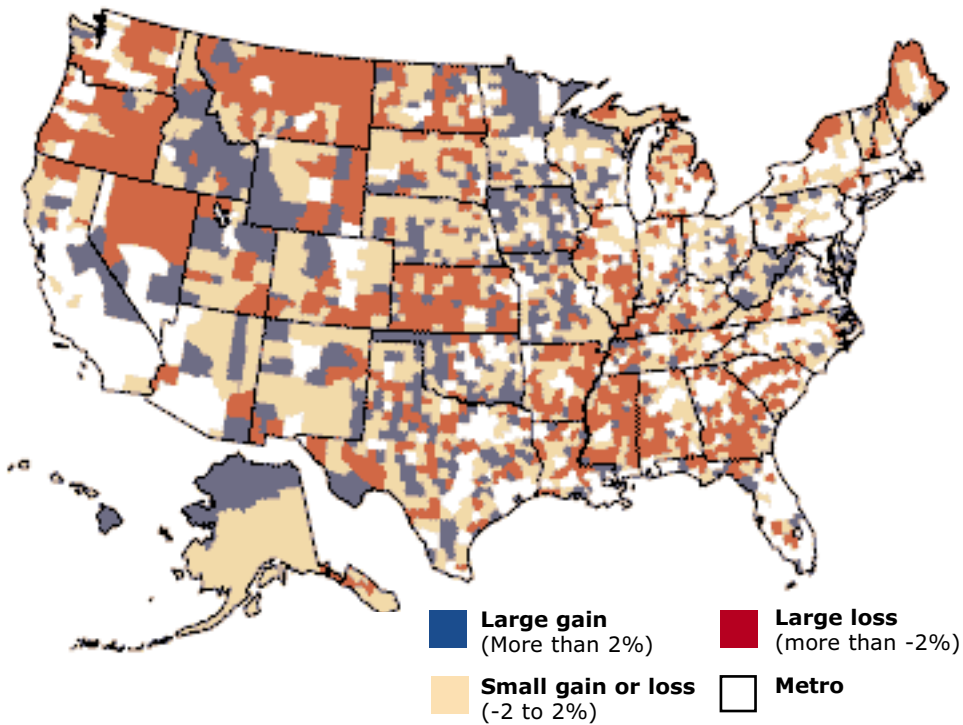 Large gain
(More than 2%)
Large loss
(more than -2%)
Small gain or loss
(-2 to 2%)
Metro